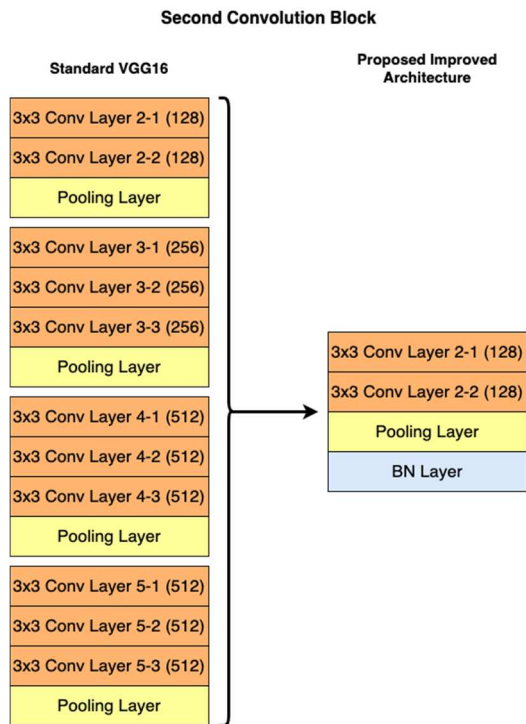 Second Convolution Block
Standard VGG16
3x3 Conv Layer 2-1 (128)
3x3 Conv Layer 2-2 (128)
Pooling Layer
3x3 Conv Layer 3-1 (256)
3x3 Conv Layer 3-2 (256)
3x3 Conv Layer 3-3 (256)
Pooling Layer
3x3 Conv Layer 4-1 (512)
3x3 Conv Layer 4-2 (512)
3x3 Conv Layer 4-3 (512)
Pooling Layer
3x3 Conv Layer 5-1 (512)
3x3 Conv Layer 5-2 (512)
3x3 Conv Layer 5-3 (512)
Pooling Layer
Proposed Improved
Architecture
3x3 Conv Layer 2-1 (128)
3x3 Conv Layer 2-2 (128)
Pooling Layer
BN Layer